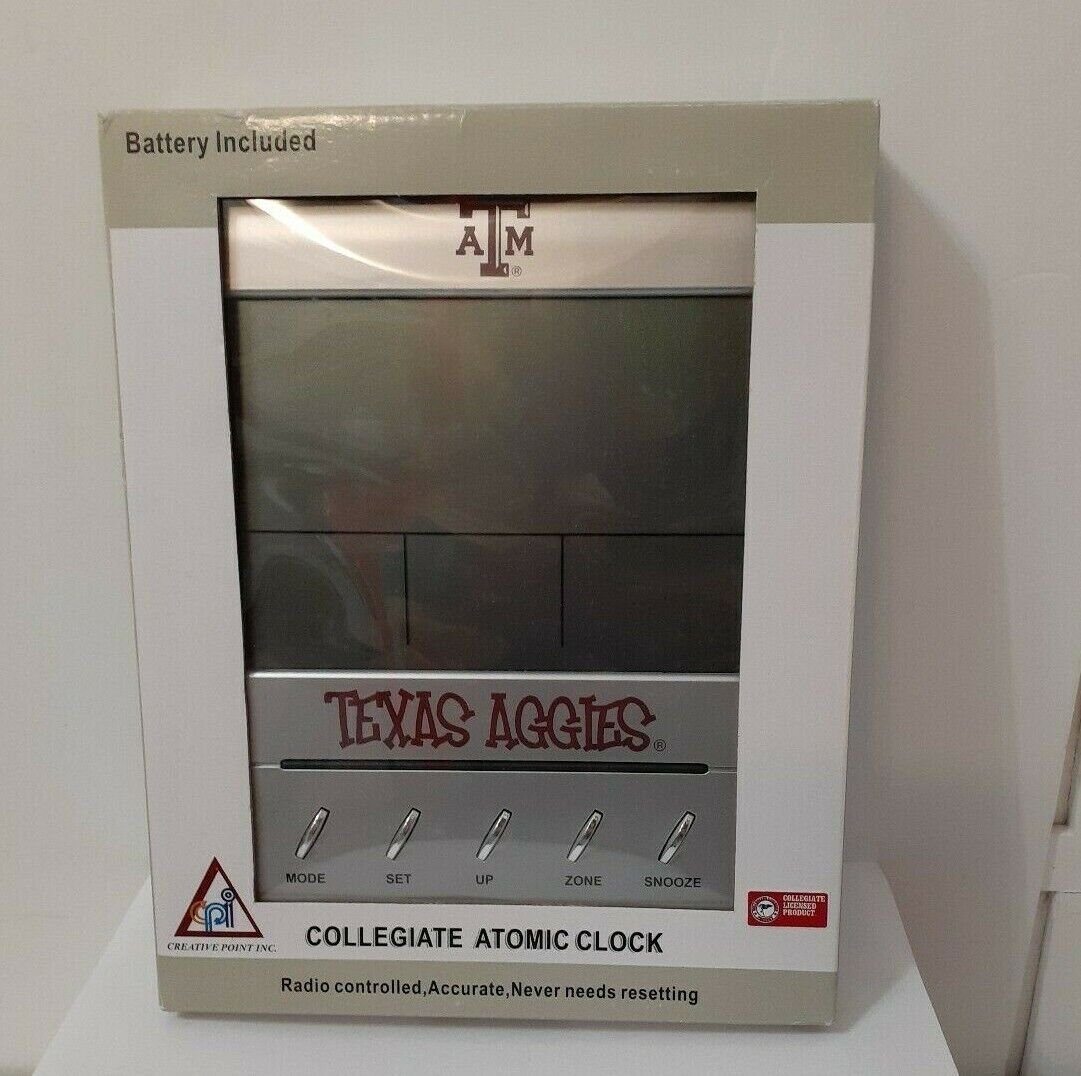 Battery Included
ATM®
TEXAS AGGIES®
MODE SET UP ZONE SNOOZE
cpi
CREATIVE POINT INC.
COLLEGIATE
LICENSED
PRODUCT
COLLEGIATE ATOMIC CLOCK
Radio controlled,Accurate,Never needs resetting